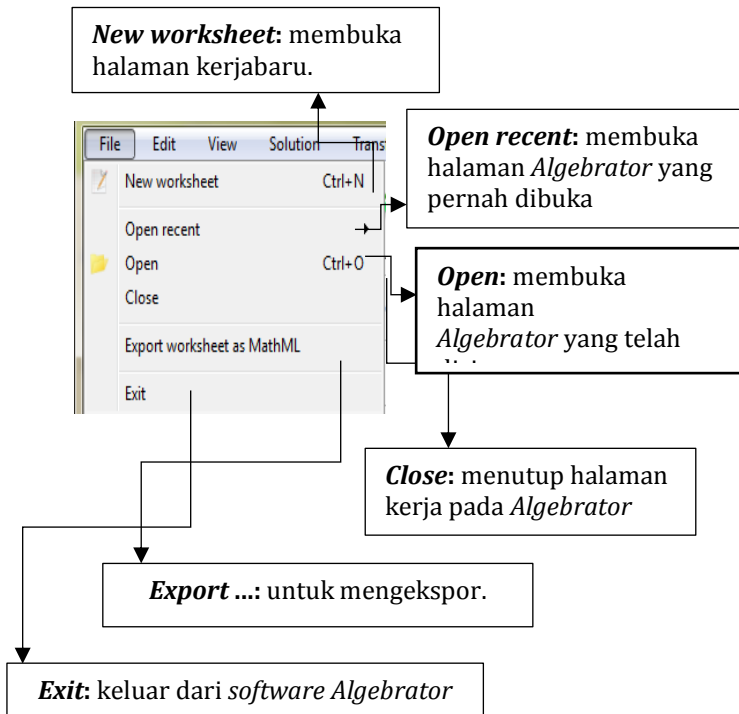 New worksheet: membuka
halaman kerjabaru.
File Edit View Solution Trans
New worksheet Ctrl+N
Open recent
Open Ctrl+O
Close
Export worksheet as MathML
Exit
Open recent: membuka
halaman Algebrator yang
pernah dibuka
Open: membuka
halaman
Algebrator yang telah
Close: menutup halaman
kerja pada Algebrator
Export ...: untuk mengekspor.
Exit: keluar dari software Algebrator